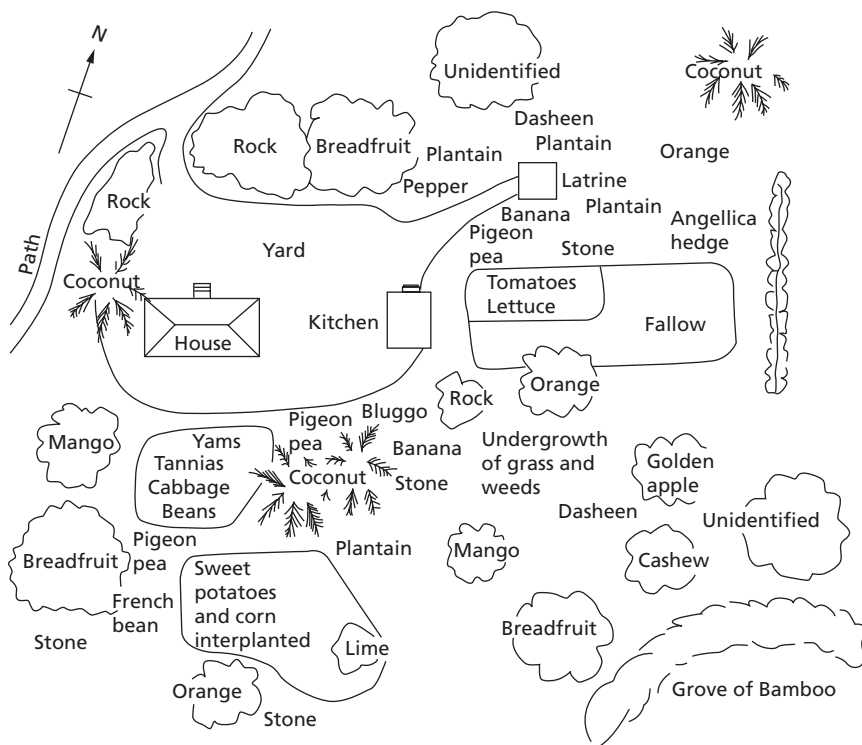 N
Unidentified
Coconut
Dasheen
Plantain
Rock
Breadfruit
Plantain
Orange
Pepper
Latrine
Rock
Banana
Plantain
Angellica
hedge
Path
Yard
Pigeon
pea
Stone
Coconut
Tomatoes
Lettuce
Kitchen
Fallow
House
Rock
Orange
Mango
Yams
Tannias
Cabbage
Beans
Pigeon
pea
Bluggo
Banana
Coconut
Stone
Undergrowth
of grass and
weeds
Golden
apple
Dasheen
Unidentified
Breadfruit
Pigeon
pea
Plantain
Mango
Cashew
French
bean
Sweet
potatoes
and corn
interplanted
Stone
Lime
Breadfruit
Orange
Stone
Grove of Bamboo